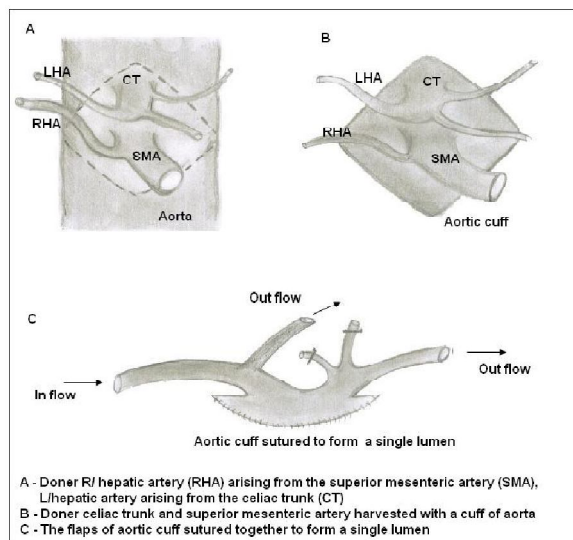 A
LHA
CT
RHA
SMA
Aorta
B
LHA
CT
RHA
SMA
Aortic cuff
C
Out flow
In flow
Out flow
Aortic cuff sutured to form a single lumen
A - Doner R/ hepatic artery (RHA) arising from the superior mesenteric artery (SMA),
L/hepatic artery arising from the celiac trunk (CT)
B - Doner celiac trunk and superior mesenteric artery harvested with a cuff of aorta
C - The flaps of aortic cuff sutured together to form a single lumen